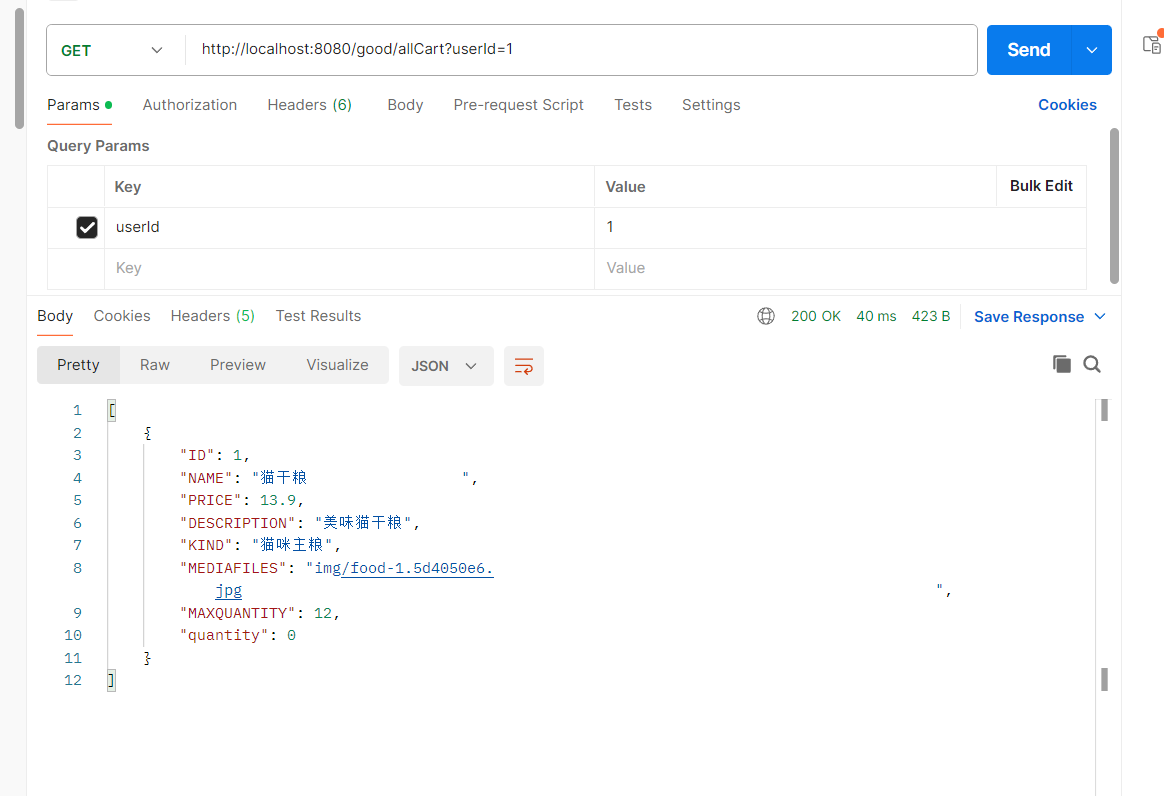 GET http://localhost:8080/good/allCart?userId=1 Send
Params Authorization Headers (6) Body Pre-request Script Tests Settings Cookies
Query Params
Key Value Bulk Edit
userId 1
Key Value
Body Cookies Headers (5) Test Results 200 OK 40 ms 423 B Save Response
Pretty Raw Preview Visualize JSON
1 [
2 {
3 "ID": 1,
4 "NAME": "猫干粮 ",
5 "PRICE": 13.9,
6 "DESCRIPTION": "美味猫干粮",
7 "KIND": "猫咪主粮",
8 "MEDIAFILES": "img/food-1.5d4050e6.
jpg ",
9 "MAXQUANTITY": 12,
10 "quantity": 0
11 }
12 ]